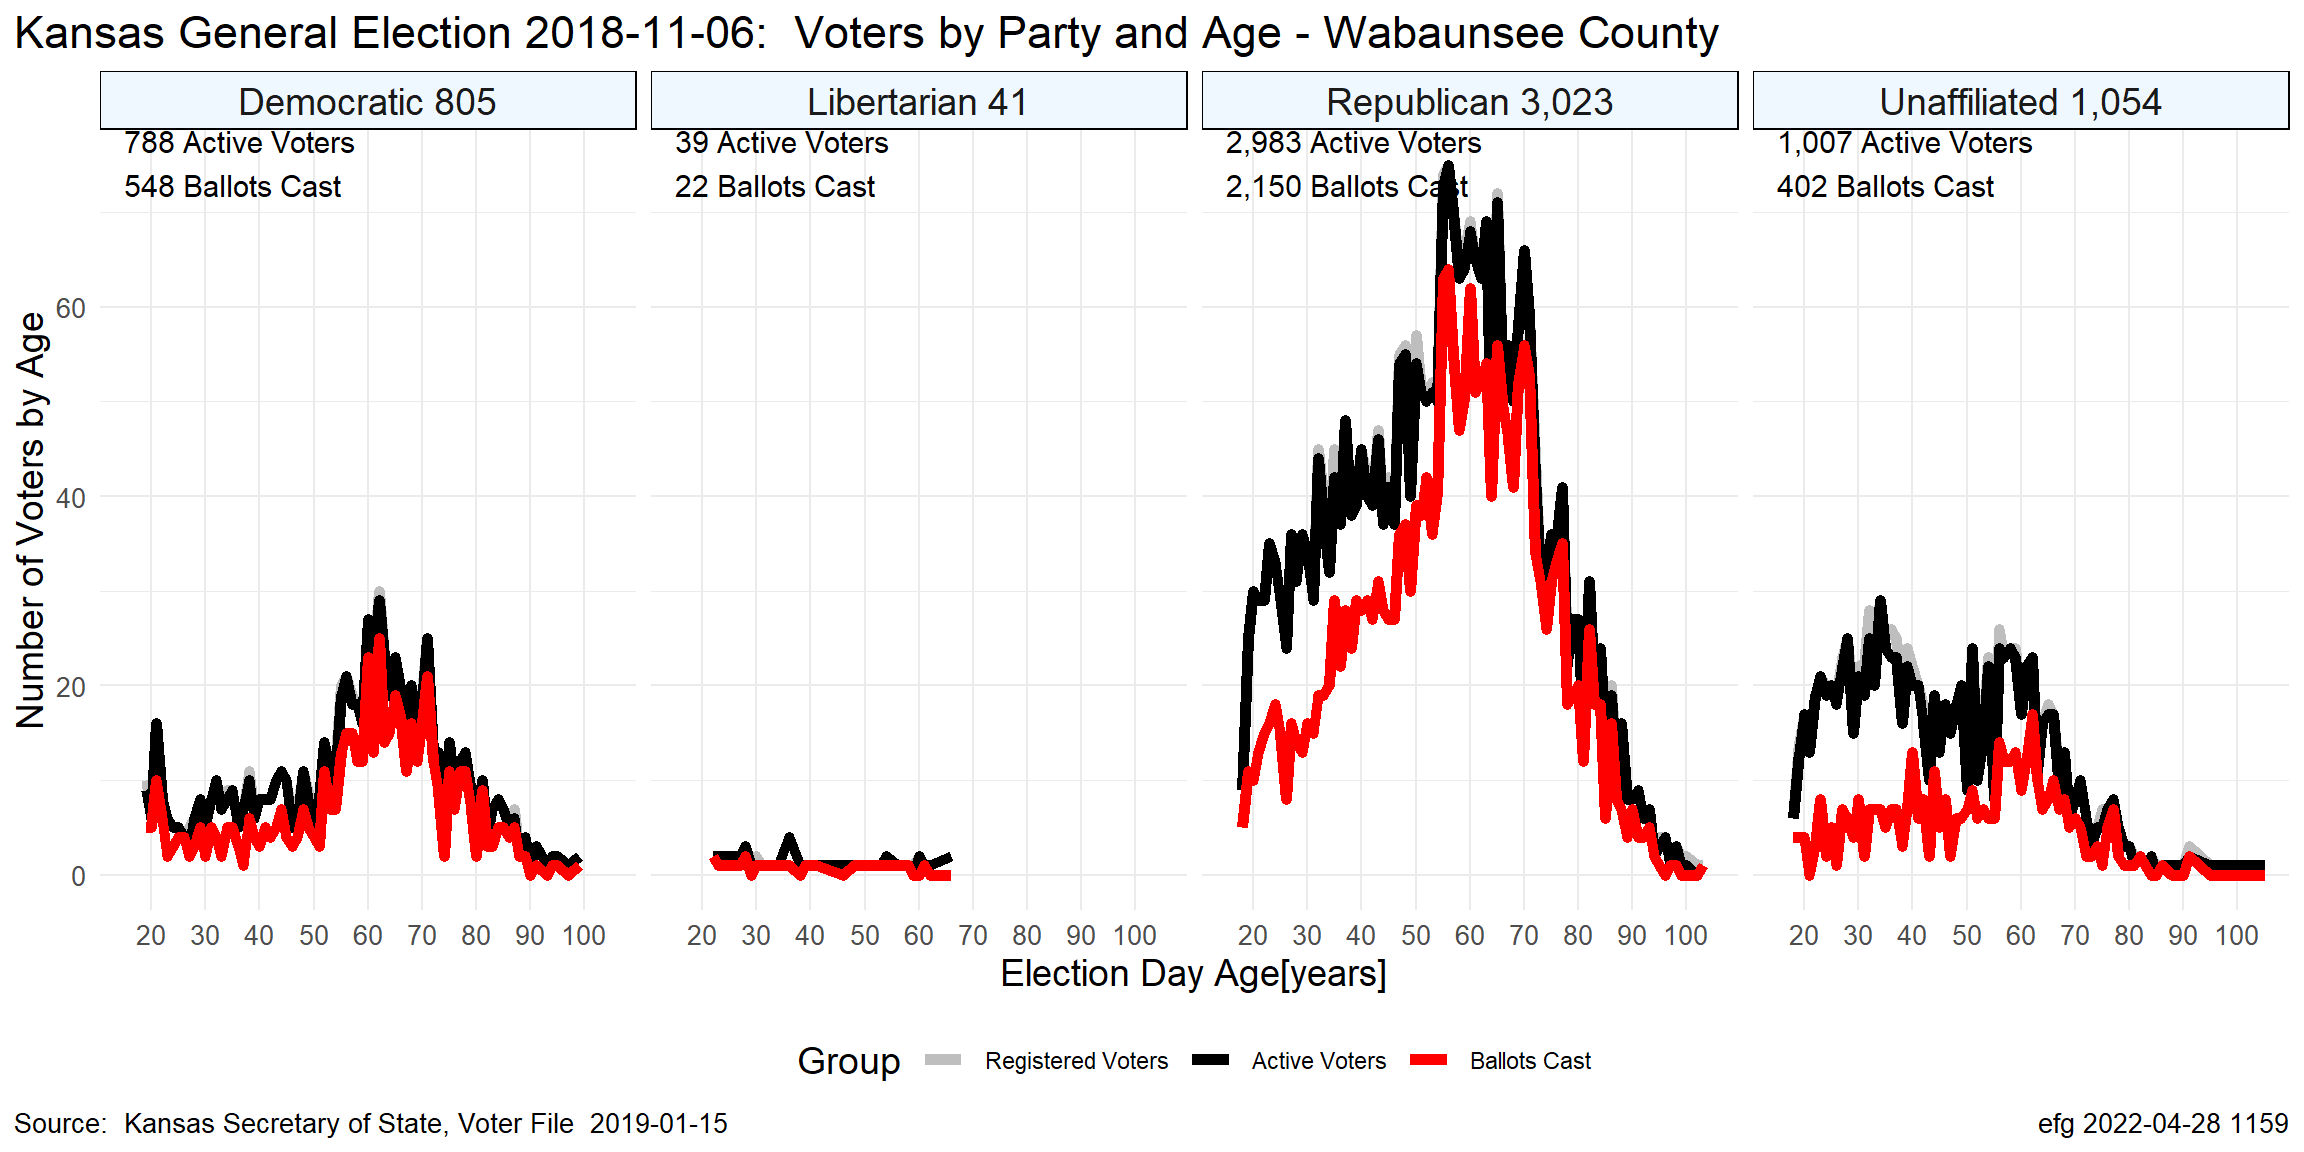 Kansas General Election 2018-11-06:  Voters by Party and Age - Wabaunsee County
Democratic 805
Libertarian 41
Republican 3,023
Unaffiliated 1,054
788 Active Voters
548 Ballots Cast
39 Active Voters
22 Ballots Cast
2,983 Active Voters
2,150 Ballots Cast
1,007 Active Voters
402 Ballots Cast
Number of Voters by Age
60
40
20
0
20 30 40 50 60 70 80 90 100
20 30 40 50 60 70 80 90 100
20 30 40 50 60 70 80 90 100
20 30 40 50 60 70 80 90 100
Election Day Age[years]
Group Registered Voters Active Voters Ballots Cast
Source:  Kansas Secretary of State, Voter File  2019-01-15
efg 2022-04-28 1159